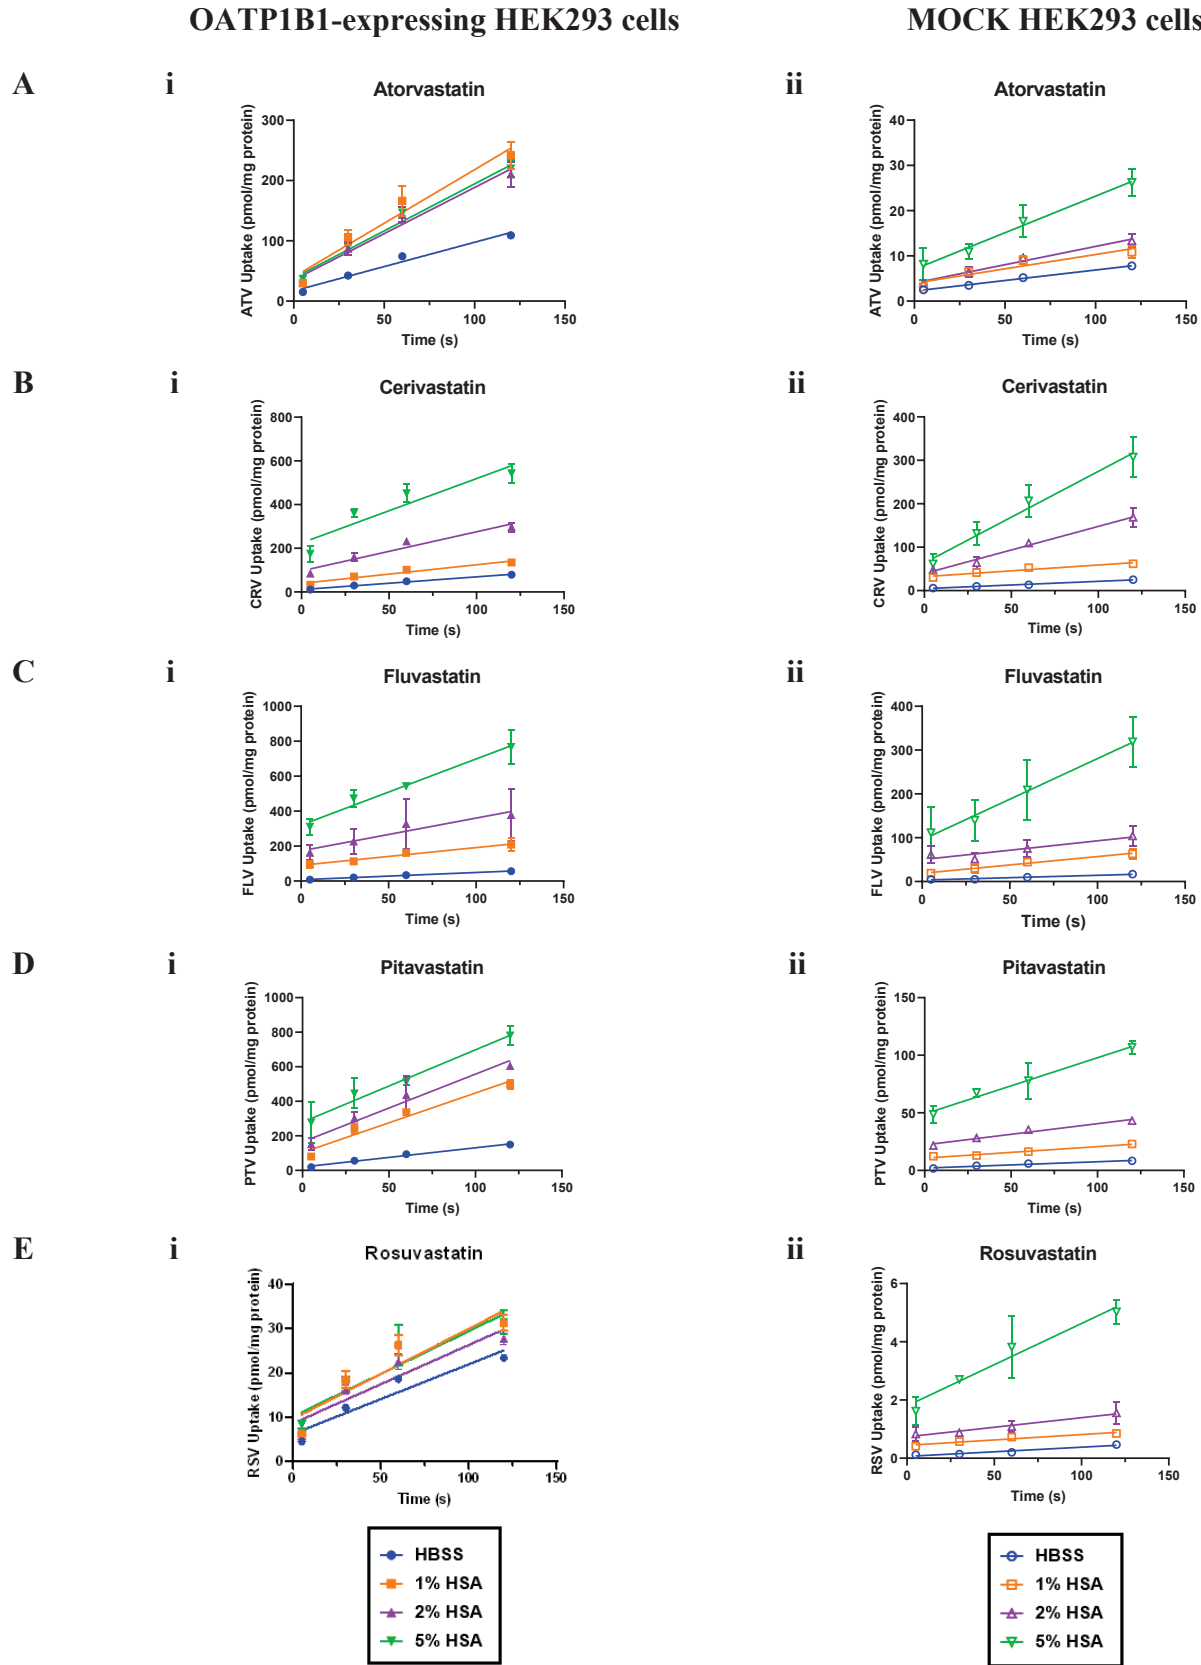 OATP1B1-expressing HEK293 cells
MOCK HEK293 cells
A
i
Atorvastatin
ATV Uptake (pmol/mg protein)
300
200
100
0
0 50 100 150
Time (s)
ii
Atorvastatin
ATV Uptake (pmol/mg protein)
40
30
20
10
0
0 50 100 150
Time (s)
B
i
Cerivastatin
CRV Uptake (pmol/mg protein)
800
600
400
200
0
0 50 100 150
Time (s)
ii
Cerivastatin
CRV Uptake (pmol/mg protein)
400
300
200
100
0
0 50 100 150
Time (s)
C
i
Fluvastatin
FLV Uptake (pmol/mg protein)
1000
800
600
400
200
0
0 50 100 150
Time (s)
ii
Fluvastatin
FLV Uptake (pmol/mg protein)
400
300
200
100
0
0 50 100 150
Time (s)
D
i
Pitavastatin
PTV Uptake (pmol/mg protein)
1000
800
600
400
200
0
0 50 100 150
Time (s)
ii
Pitavastatin
PTV Uptake (pmol/mg protein)
150
100
50
0
0 50 100 150
Time (s)
E
i
Rosuvastatin
RSV Uptake (pmol/mg protein)
40
30
20
10
0
0 50 100 150
Time (s)
ii
Rosuvastatin
RSV Uptake (pmol/mg protein)
6
4
2
0
0 50 100 150
Time (s)
HBSS
1% HSA
2% HSA
5% HSA
HBSS
1% HSA
2% HSA
5% HSA